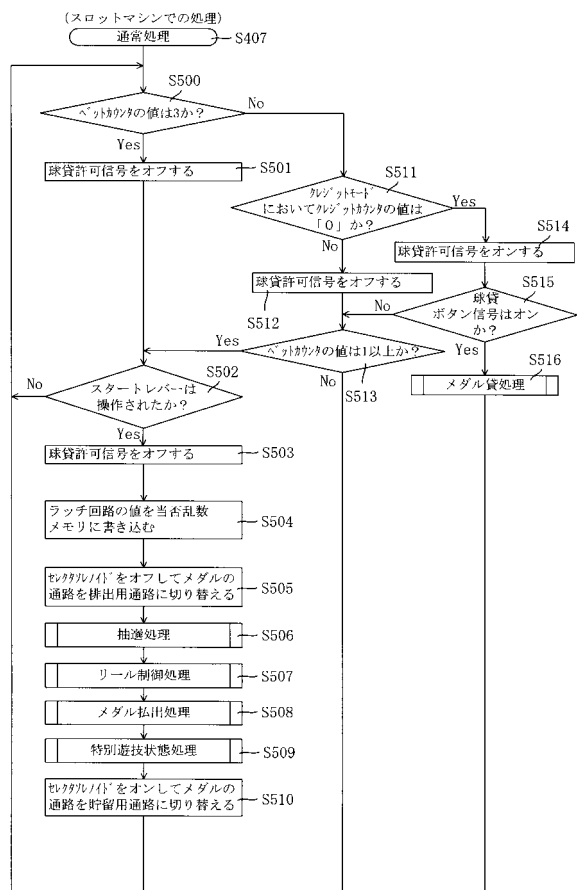 (スロットマシンでの処理)
通常処理
S407
S500
ベットカウンタの値は3か?
No
Yes
球貸許可信号をオフする
S501
S511
クレジットモード
においてクレジットカウンタの値は
「0」か?
Yes
No
S514
球貸許可信号をオンする
球貸許可信号をオフする
S512
S515
球貸
ボタン信号はオン
か?
No
Yes
ベットカウンタの値は1以上か?
Yes
No
S513
S516
メダル貸処理
S502
スタートレバーは
操作されたか?
No
Yes
球貸許可信号をオフする
S503
ラッチ回路の値を当否乱数
メモリに書き込む
S504
セレクタソレノイドをオフしてメダルの
通路を排出用通路に切り替える
S505
抽選処理
S506
リール制御処理
S507
メダル払出処理
S508
特別遊技状態処理
S509
セレクタソレノイドをオンしてメダルの
通路を貯留用通路に切り替える
S510